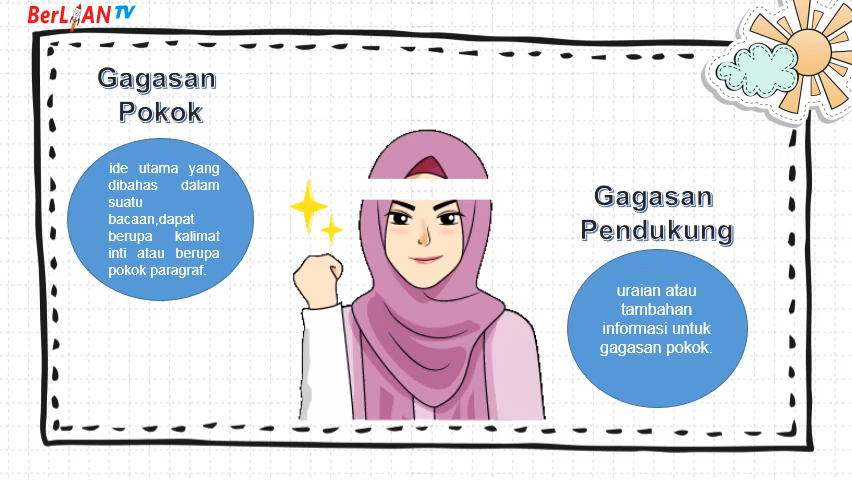 BerLIAN TV
Gagasan
Pokok
ide utama yang
dibahas dalam
suatu
bacaan,dapat
berupa kalimat
inti atau berupa
pokok paragraf.
Gagasan
Pendukung
uraian atau
tambahan
informasi untuk
gagasan pokok.